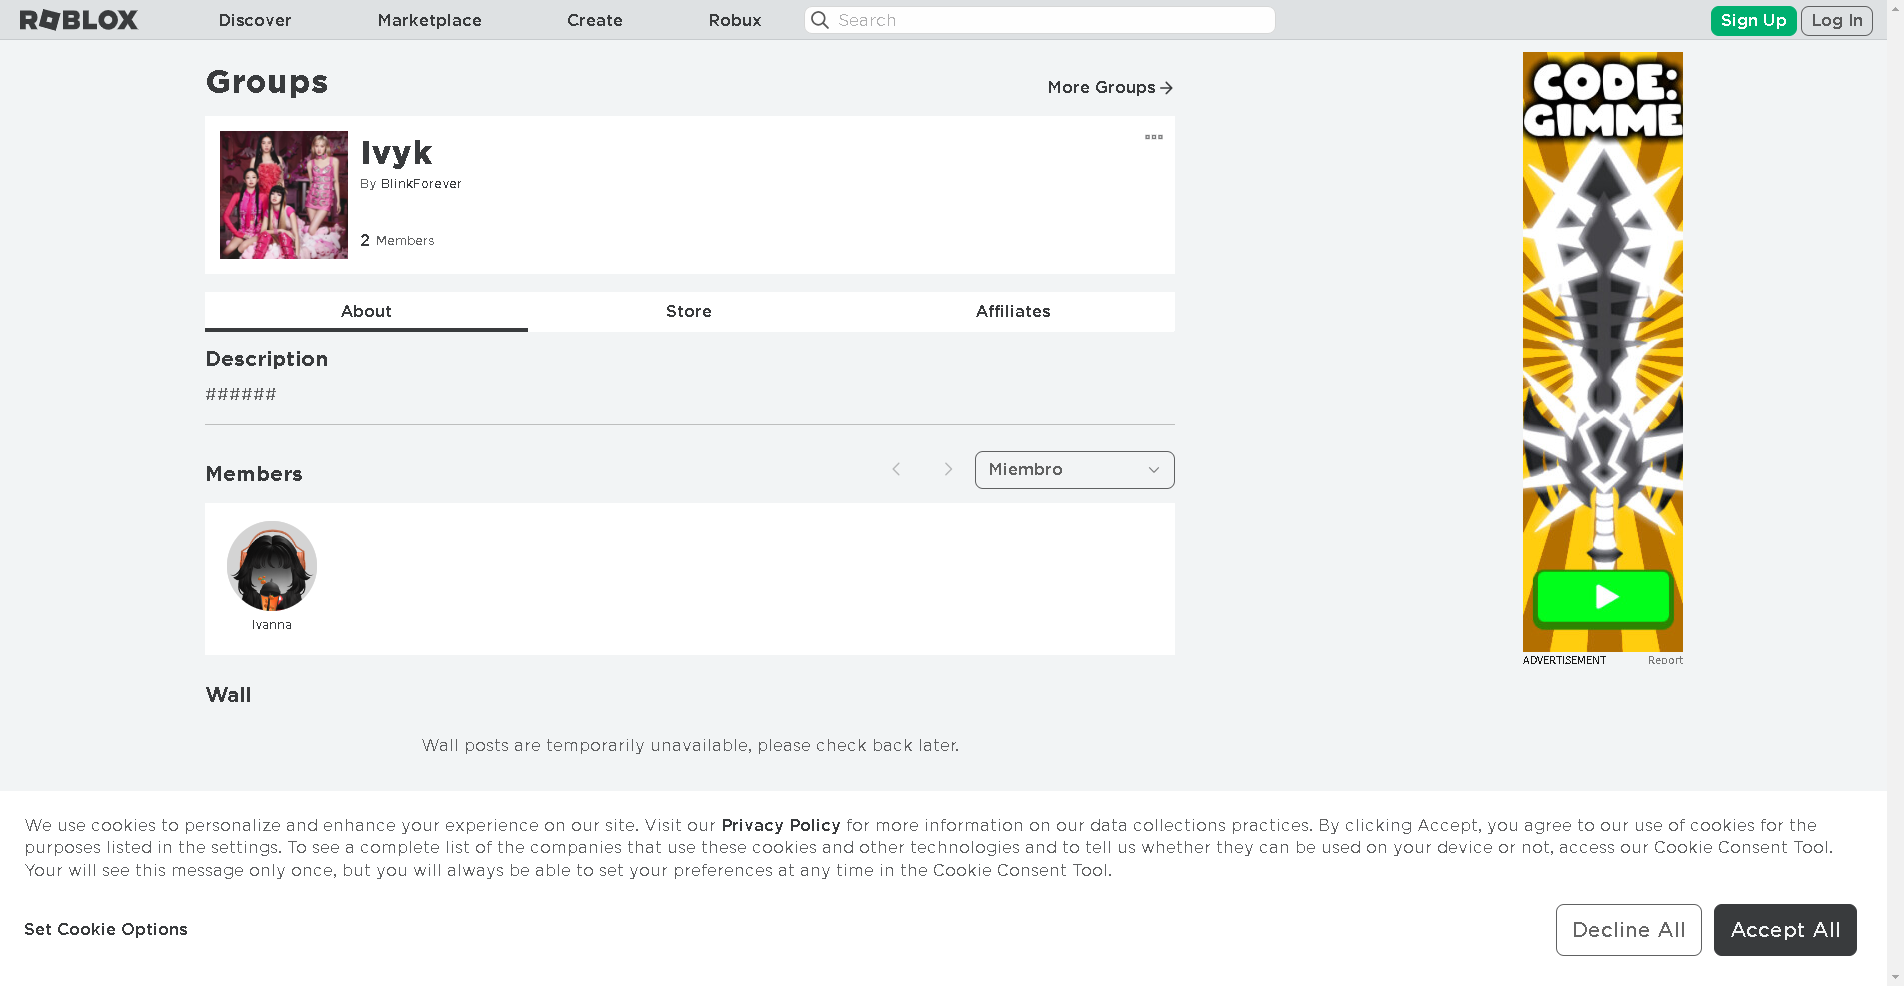 ROBLOX Discover Marketplace Create Robux Search Sign Up Log In
Groups
More Groups
Ivyk
By BlinkForever
2 Members
About Store Affiliates
Description
######
Members
Miembro
Ivanna
Wall
Wall posts are temporarily unavailable, please check back later.
CODE:
GIMME
ADVERTISEMENT Report
We use cookies to personalize and enhance your experience on our site. Visit our Privacy Policy for more information on our data collections practices. By clicking Accept, you agree to our use of cookies for the
purposes listed in the settings. To see a complete list of the companies that use these cookies and other technologies and to tell us whether they can be used on your device or not, access our Cookie Consent Tool.
Your will see this message only once, but you will always be able to set your preferences at any time in the Cookie Consent Tool.
Set Cookie Options
Decline All
Accept All